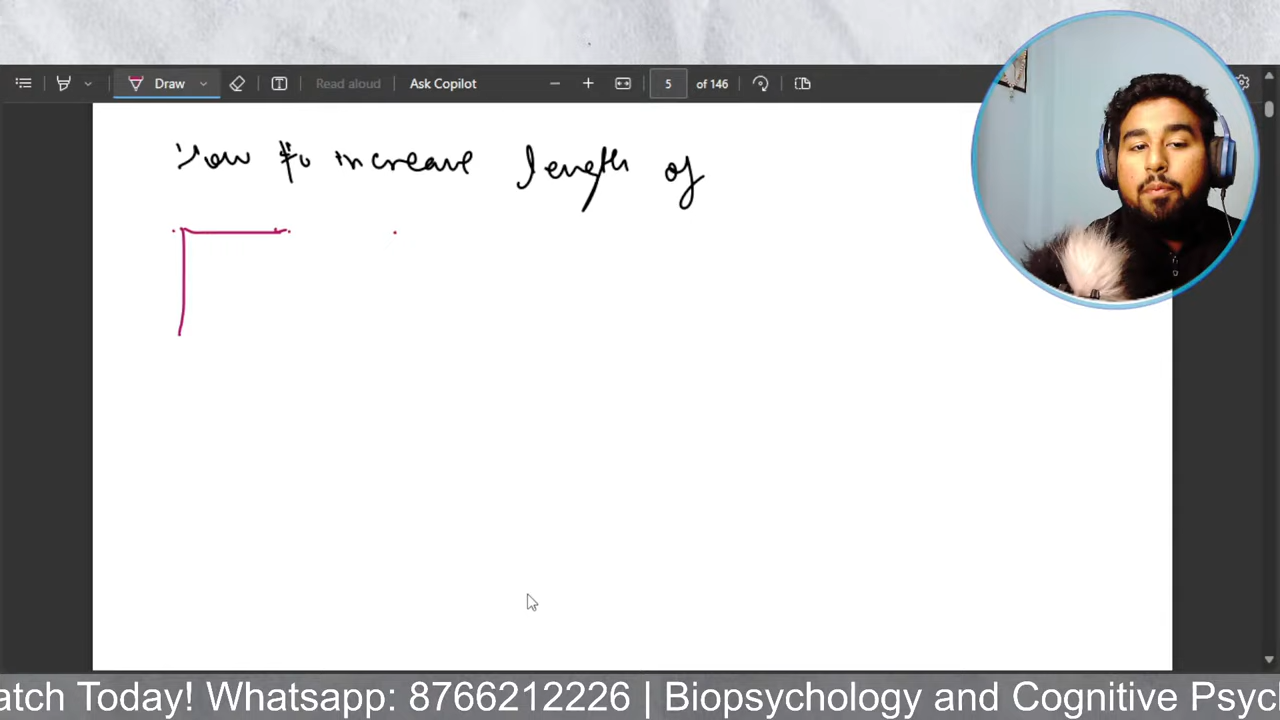 Draw
Read aloud
Ask Copilot
5 of 146
How to increase length of
atch Today! Whatsapp: 8766212226 | Biopsychology and Cognitive Psycl